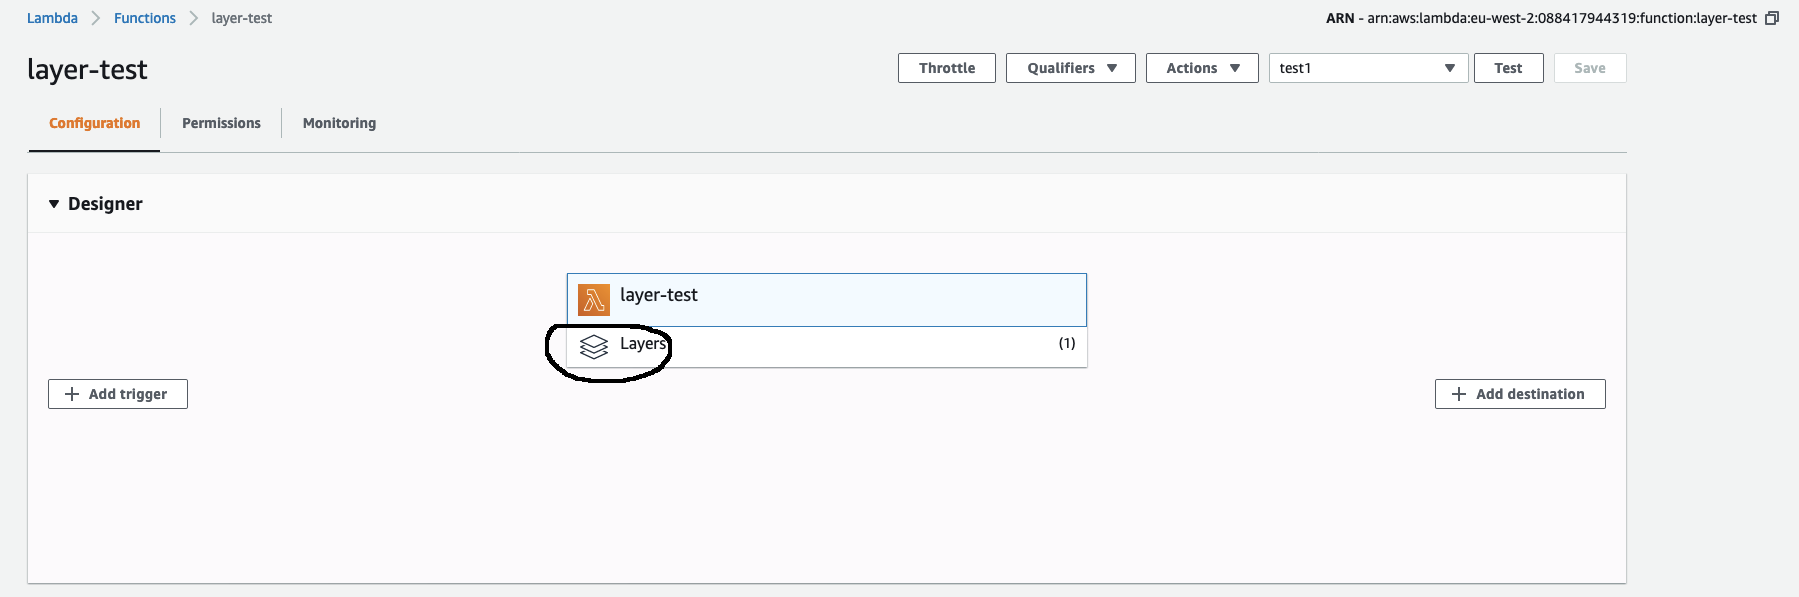 Lambda Functions layer-test ARN - arn:aws:lambda:eu-west-2:088417944319:function:layer-test
layer-test Throttle Qualifiers Actions test1 Test Save
Configuration Permissions Monitoring
Designer
layer-test
Layers (1)
Add trigger Add destination